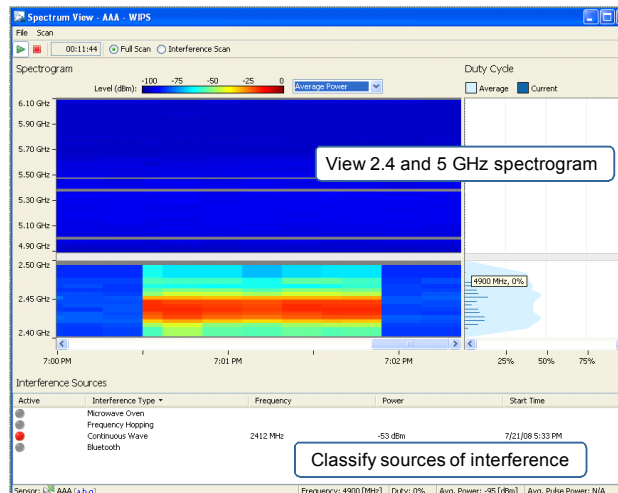 Spectrum View - AAA - WIPS
File Scan
00:11:44 Full Scan Interference Scan
Spectrogram
Duty Cycle
-100 -75 -50 -25 0
Level (dBm):
Average Power
Average Current
6.10 GHz
5.90 GHz
5.70 GHz
5.50 GHz
5.30 GHz
5.10 GHz
4.90 GHz
View 2.4 and 5 GHz spectrogram
2.50 GHz
2.45 GHz
2.40 GHz
4900 MHz, 0%
7:00 PM 7:01 PM 7:02 PM
25% 50% 75%
Interference Sources
Active Interference Type Frequency Power Start Time
Microwave Oven
Frequency Hopping
Continuous Wave 2412 MHz -53 dBm 7/21/08 5:33 PM
Bluetooth
Classify sources of interference
Sensor: AAA [a,b,g] Frequency: 4900 [MHz] Duty: 0% Avg. Power: -95 [dBm] Avg. Pulse Power: N/A